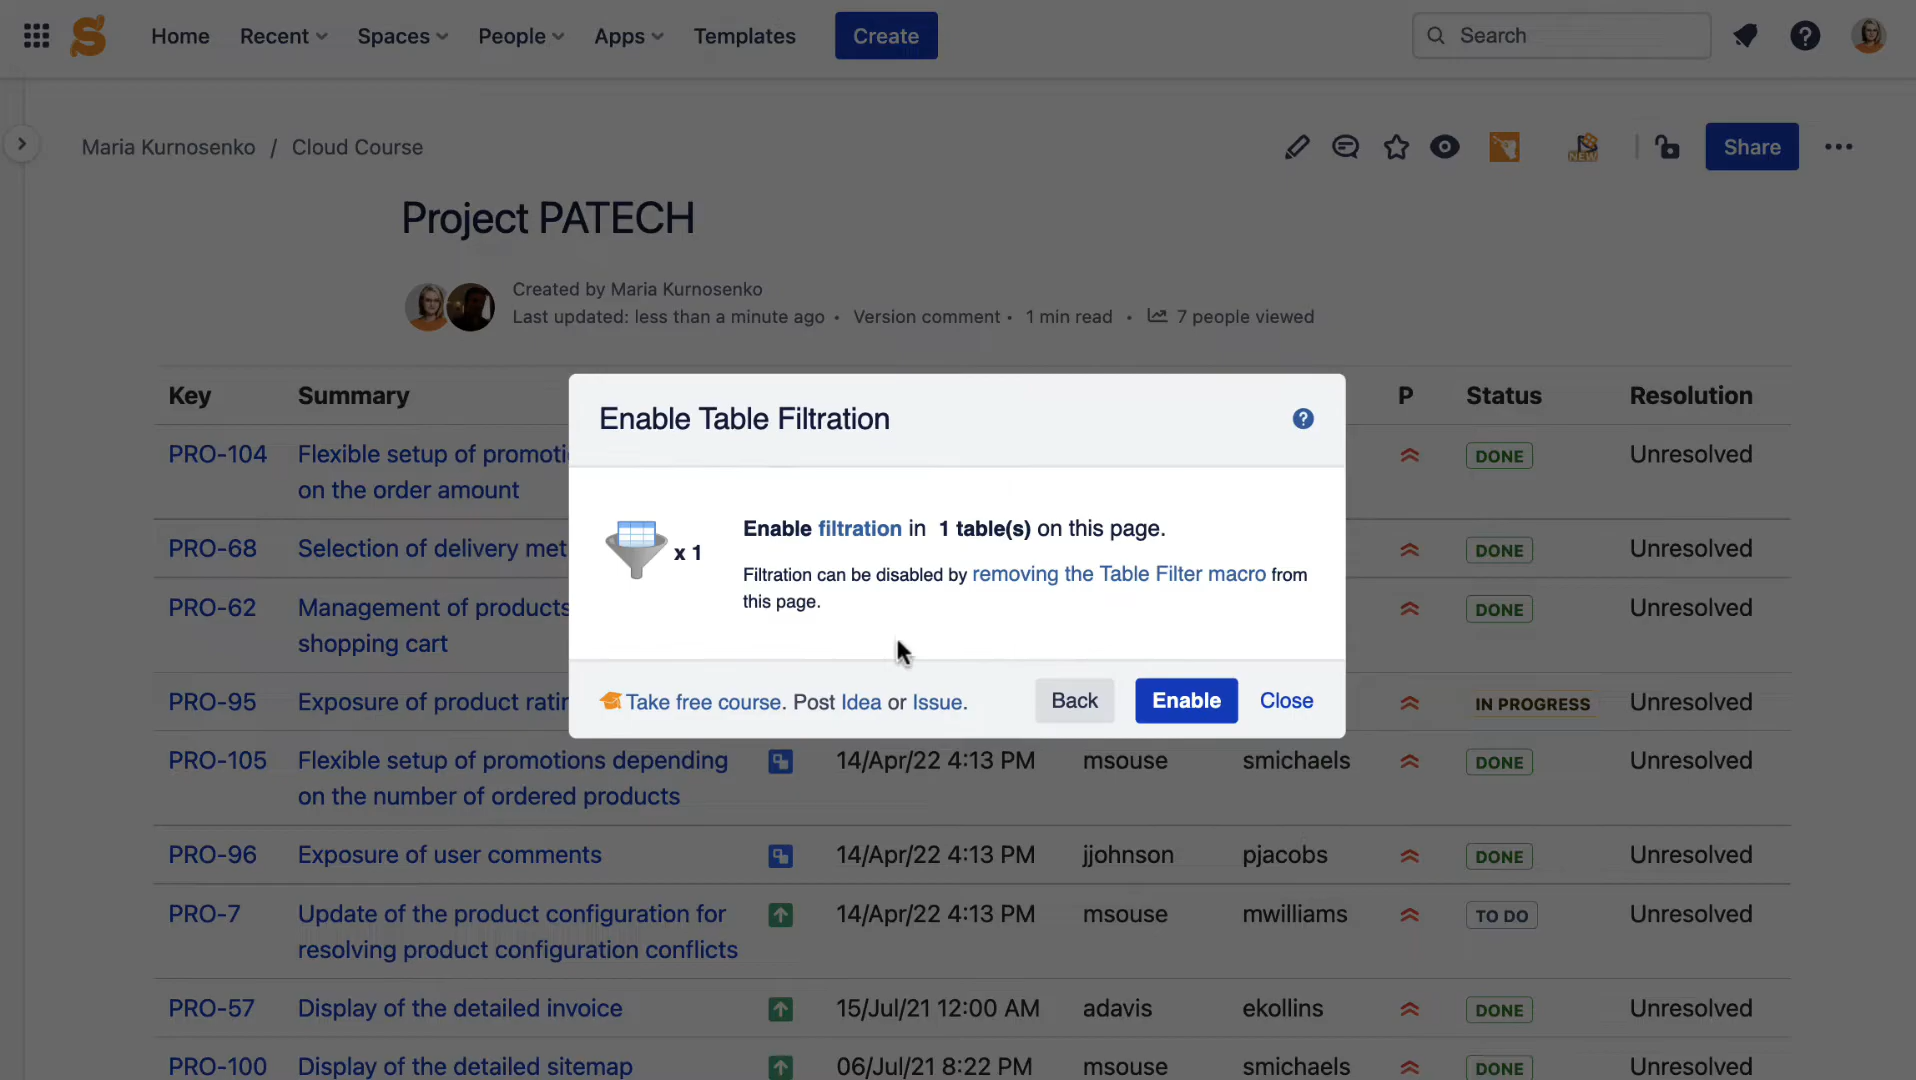 Home Recent Spaces People Apps Templates Create Search
Maria Kurnosenko / Cloud Course
NEW
Share
Project PATECH
Created by Maria Kurnosenko
Last updated: less than a minute ago • Version comment • 1 min read • 7 people viewed
Key Summary P Status Resolution
PRO-104 Flexible setup of promoti DONE Unresolved
on the order amount
PRO-68 Selection of delivery met DONE Unresolved
PRO-62 Management of products DONE Unresolved
shopping cart
PRO-95 Exposure of product ratin IN PROGRESS Unresolved
Enable Table Filtration
x 1
Enable filtration in 1 table(s) on this page.
Filtration can be disabled by removing the Table Filter macro from
this page.
Take free course. Post Idea or Issue. Back Enable Close
PRO-105 Flexible setup of promotions depending 14/Apr/22 4:13 PM msouse smichaels DONE Unresolved
on the number of ordered products
PRO-96 Exposure of user comments 14/Apr/22 4:13 PM jjohnson pjacobs DONE Unresolved
PRO-7 Update of the product configuration for 14/Apr/22 4:13 PM msouse mwilliams TO DO Unresolved
resolving product configuration conflicts
PRO-57 Display of the detailed invoice 15/Jul/21 12:00 AM adavis ekollins DONE Unresolved
PRO-100 Display of the detailed sitemap 06/Jul/21 8:22 PM msouse smichaels DONE Unresolved